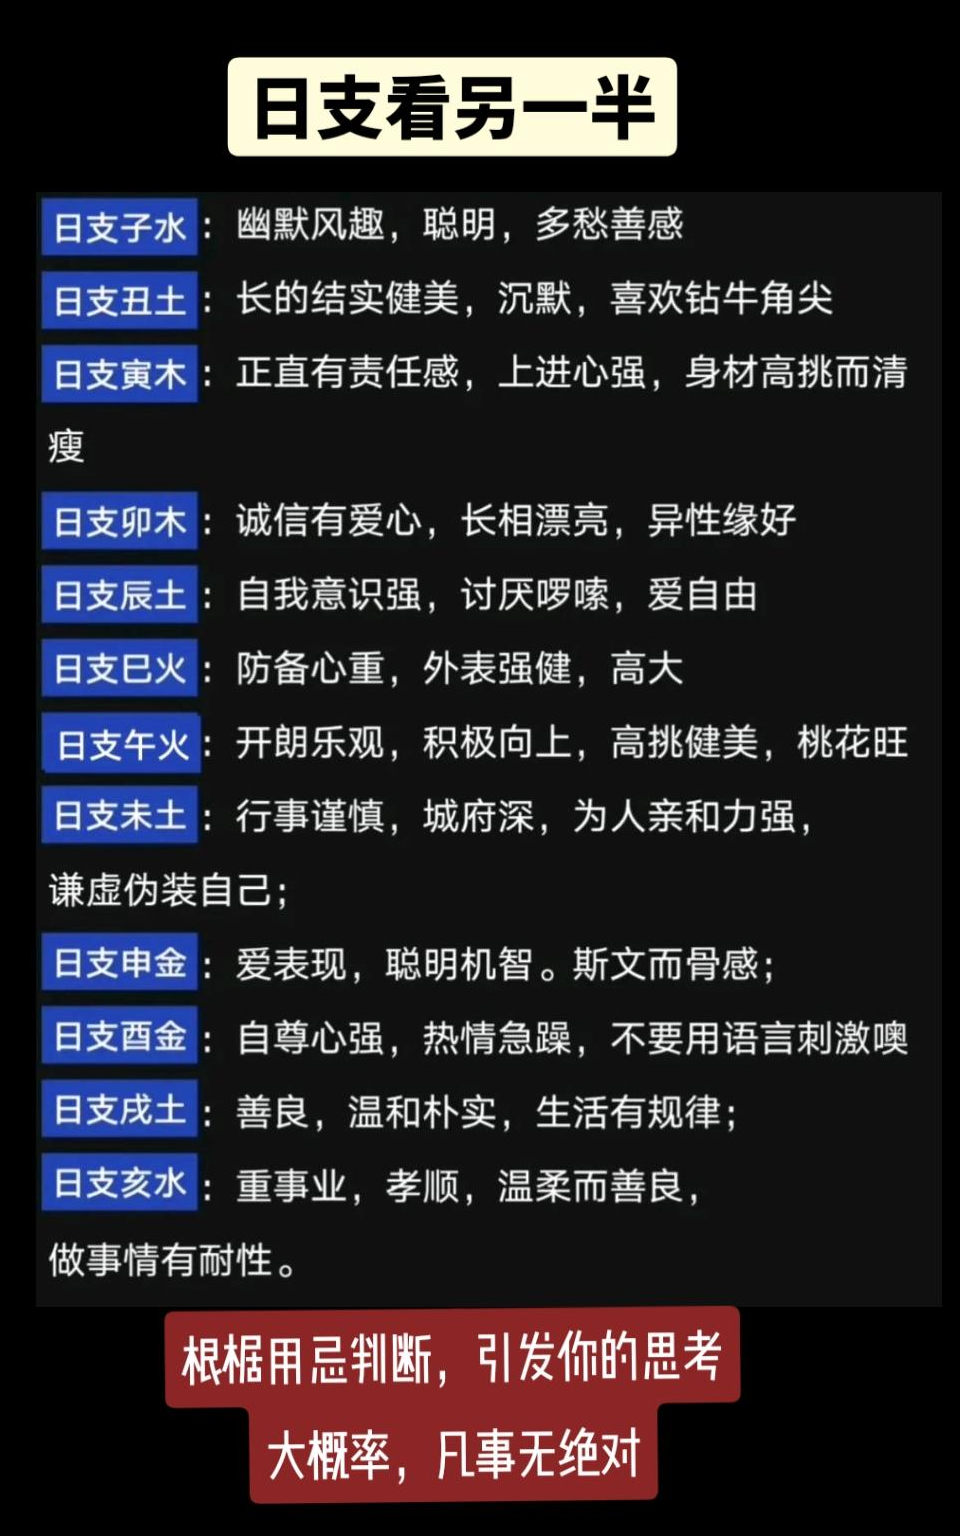 日支看另一半
日支子水：幽默风趣，聪明，多愁善感
日支丑土：长的结实健美，沉默，喜欢钻牛角尖
日支寅木：正直有责任感，上进心强，身材高挑而清
瘦
日支卯木：诚信有爱心，长相漂亮，异性缘好
日支辰土：自我意识强，讨厌啰嗦，爱自由
日支巳火：防备心重，外表强健，高大
日支午火：开朗乐观，积极向上，高挑健美，桃花旺
日支未土：行事谨慎，城府深，为人亲和力强，
谦虚伪装自己；
日支申金：爱表现，聪明机智。斯文而骨感；
日支酉金：自尊心强，热情急躁，不要用语言刺激噢
日支戌土：善良，温和朴实，生活有规律；
日支亥水：重事业，孝顺，温柔而善良，
做事情有耐性。
根椐用忌判断，引发你的思考
大概率，凡事无绝对